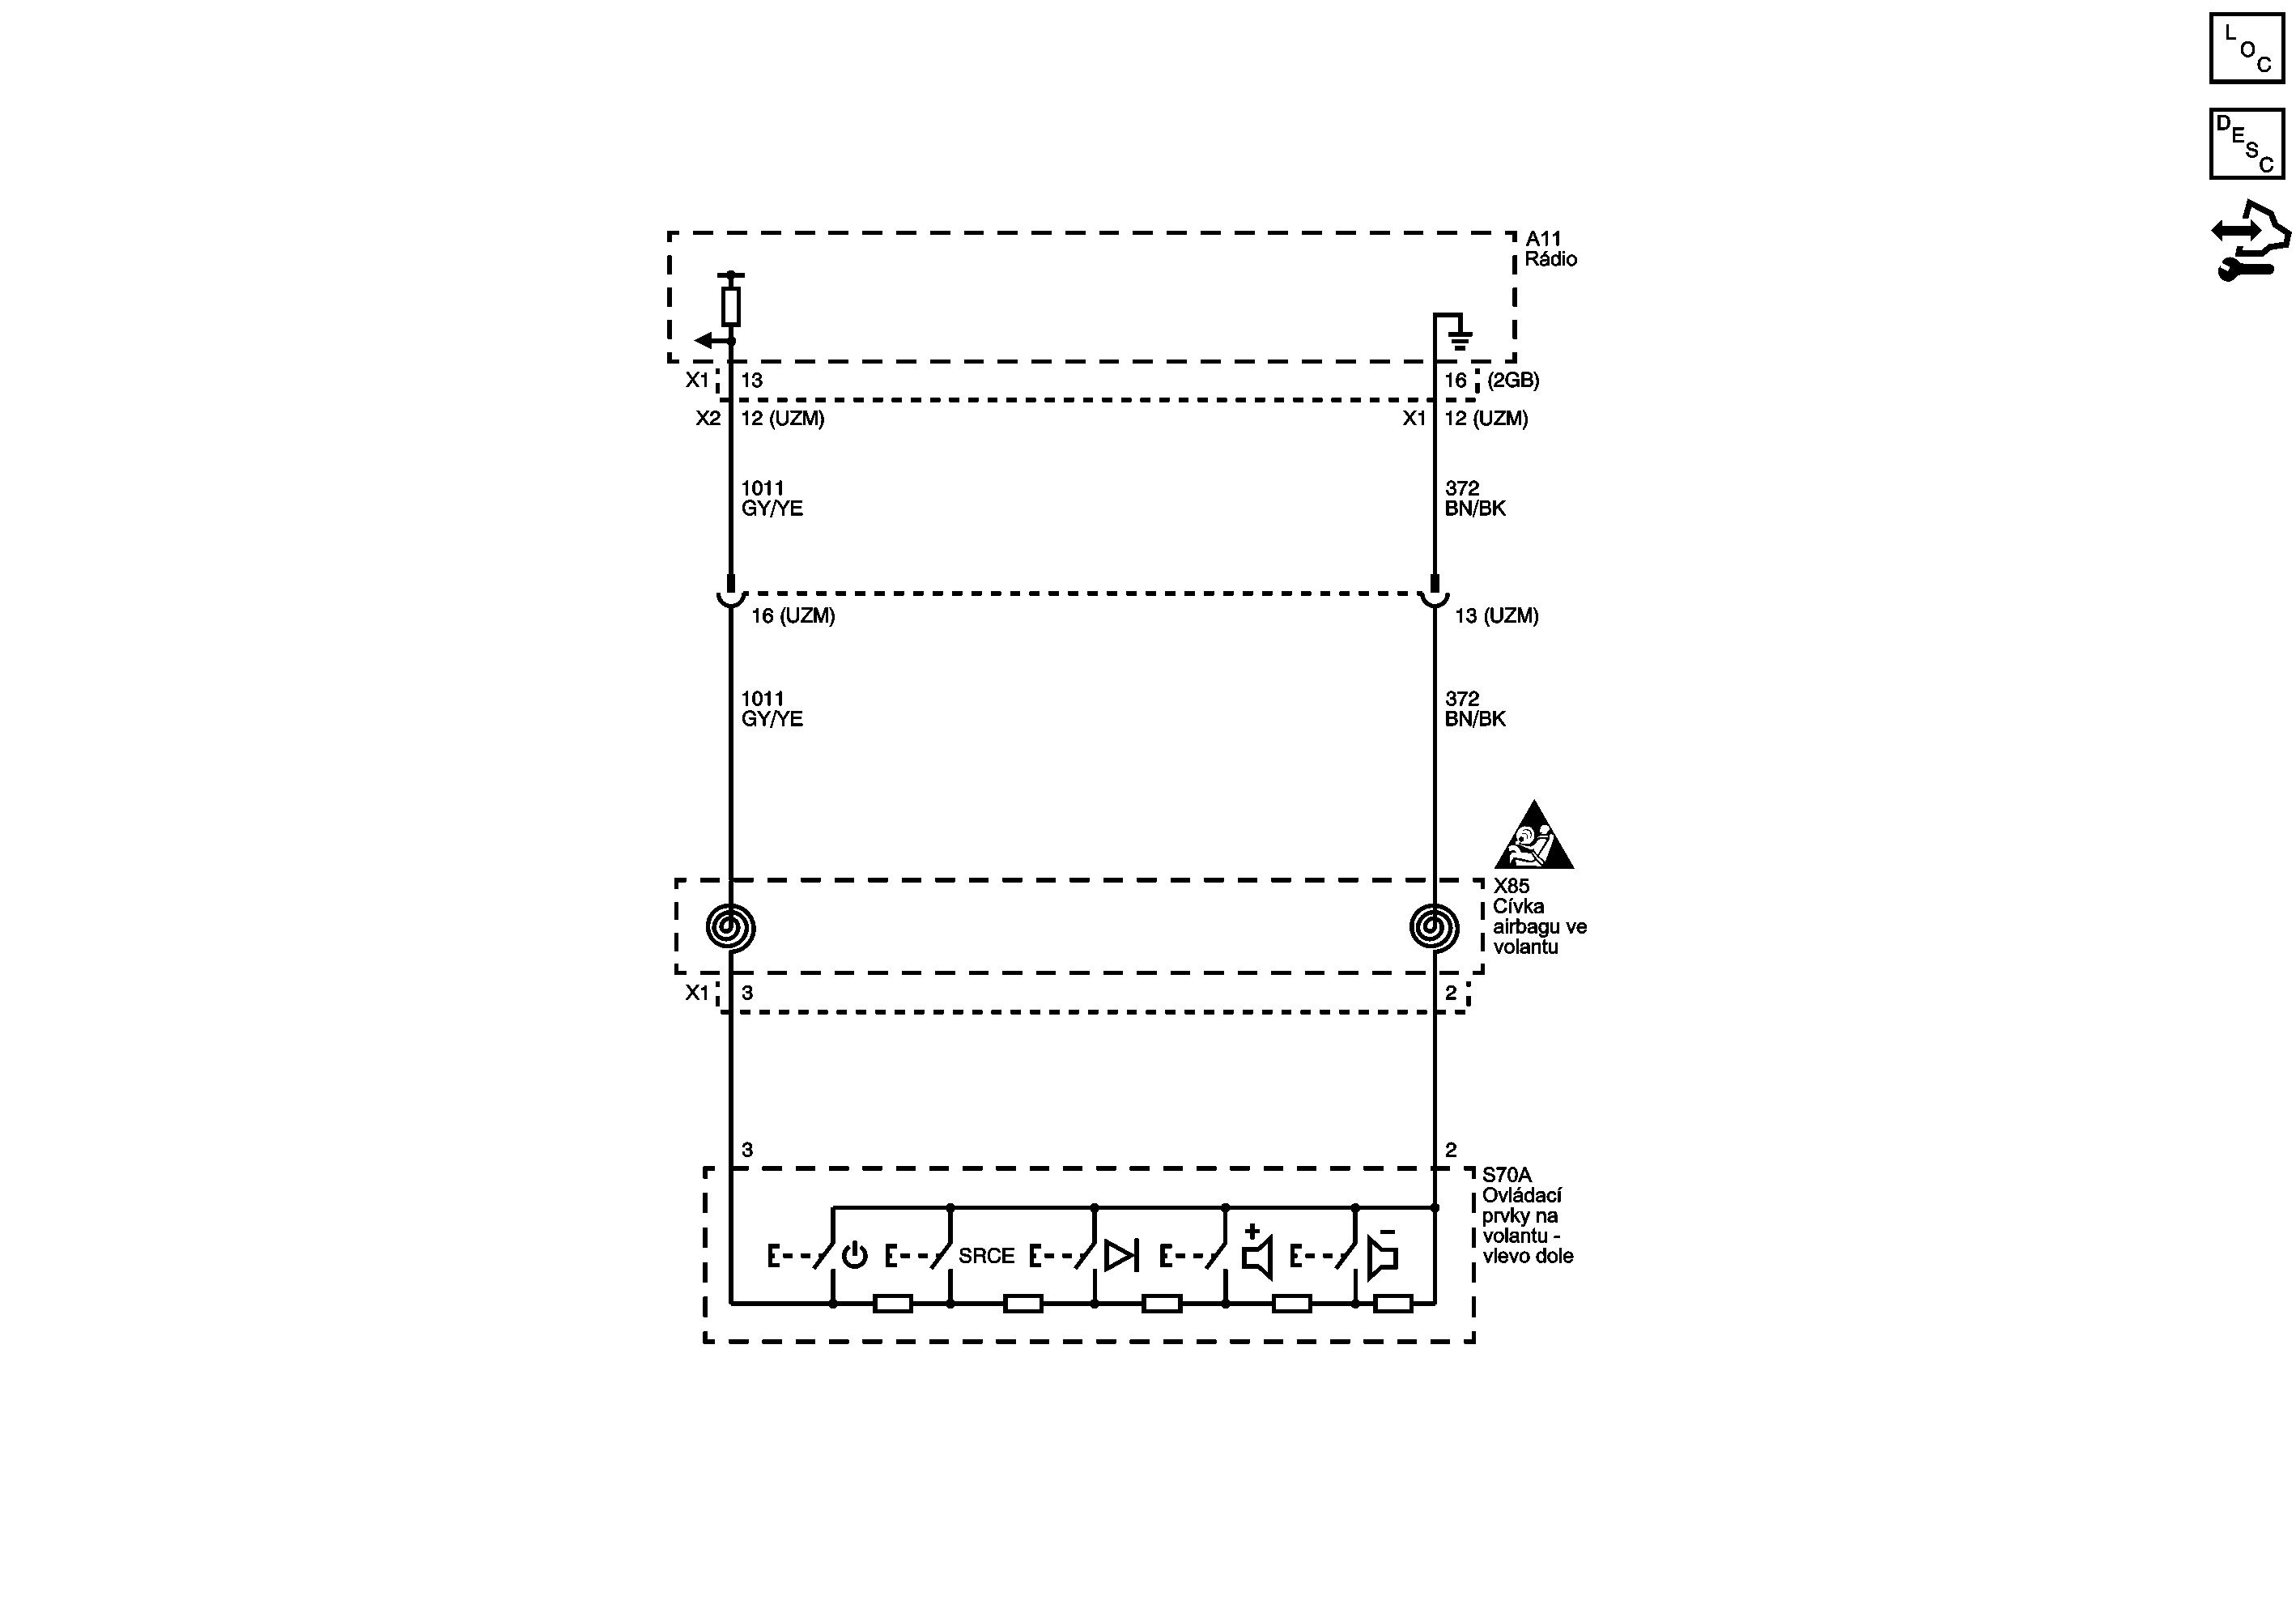 LOC
DESC
A11
Rádio
X1 13
16 (2GB)
X2 12 (UZM)
X1 12 (UZM)
1011
GY/YE
372
BN/BK
16 (UZM)
13 (UZM)
1011
GY/YE
372
BN/BK
X85
Cívka
airbagu ve
volantu
X1 3
2
3
2
S70A
Ovládací
prvky na
volantu -
vlevo dole
+
−
SRCE